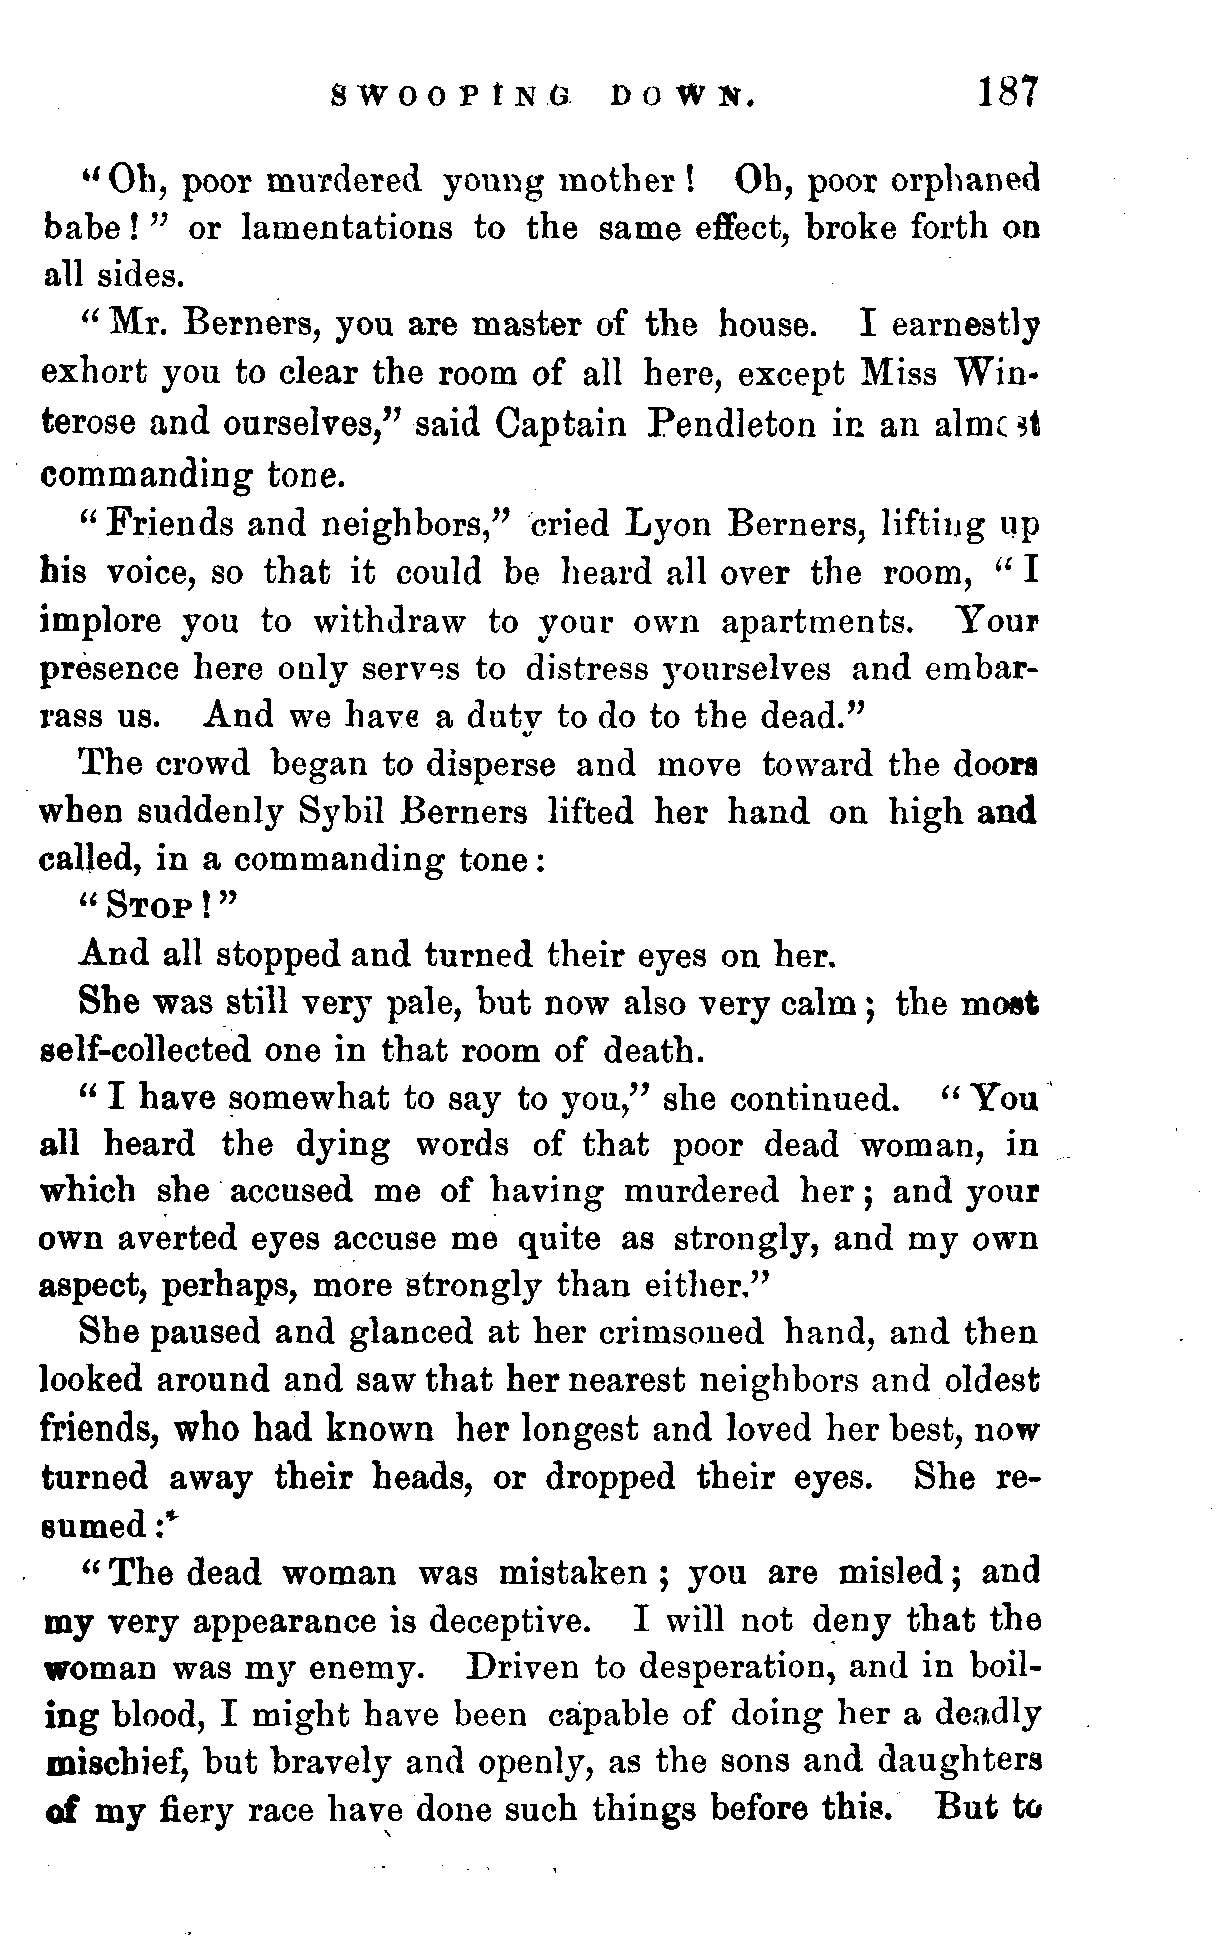 SWOOPING DOWN. 187
"Oh, poor murdered young mother! Oh, poor orphaned
babe!" or lamentations to the same effect, broke forth on
all sides.
"Mr. Berners, you are master of the house. I earnestly
exhort you to clear the room of all here, except Miss Win-
terose and ourselves," said Captain Pendleton in an almost
commanding tone.
"Friends and neighbors," cried Lyon Berners, lifting up
his voice, so that it could be heard all over the room, "I
implore you to withdraw to your own apartments. Your
presence here only serves to distress yourselves and embar-
rass us. And we have a duty to do to the dead."
The crowd began to disperse and move toward the doors
when suddenly Sybil Berners lifted her hand on high and
called, in a commanding tone:
"STOP!"
And all stopped and turned their eyes on her.
She was still very pale, but now also very calm; the most
self-collected one in that room of death.
"I have somewhat to say to you," she continued. "You
all heard the dying words of that poor dead woman, in
which she accused me of having murdered her; and your
own averted eyes accuse me quite as strongly, and my own
aspect, perhaps, more strongly than either."
She paused and glanced at her crimsoned hand, and then
looked around and saw that her nearest neighbors and oldest
friends, who had known her longest and loved her best, now
turned away their heads, or dropped their eyes. She re-
sumed:
"The dead woman was mistaken; you are misled; and
my very appearance is deceptive. I will not deny that the
woman was my enemy. Driven to desperation, and in boil-
ing blood, I might have been capable of doing her a deadly
mischief, but bravely and openly, as the sons and daughters
of my fiery race have done such things before this. But to